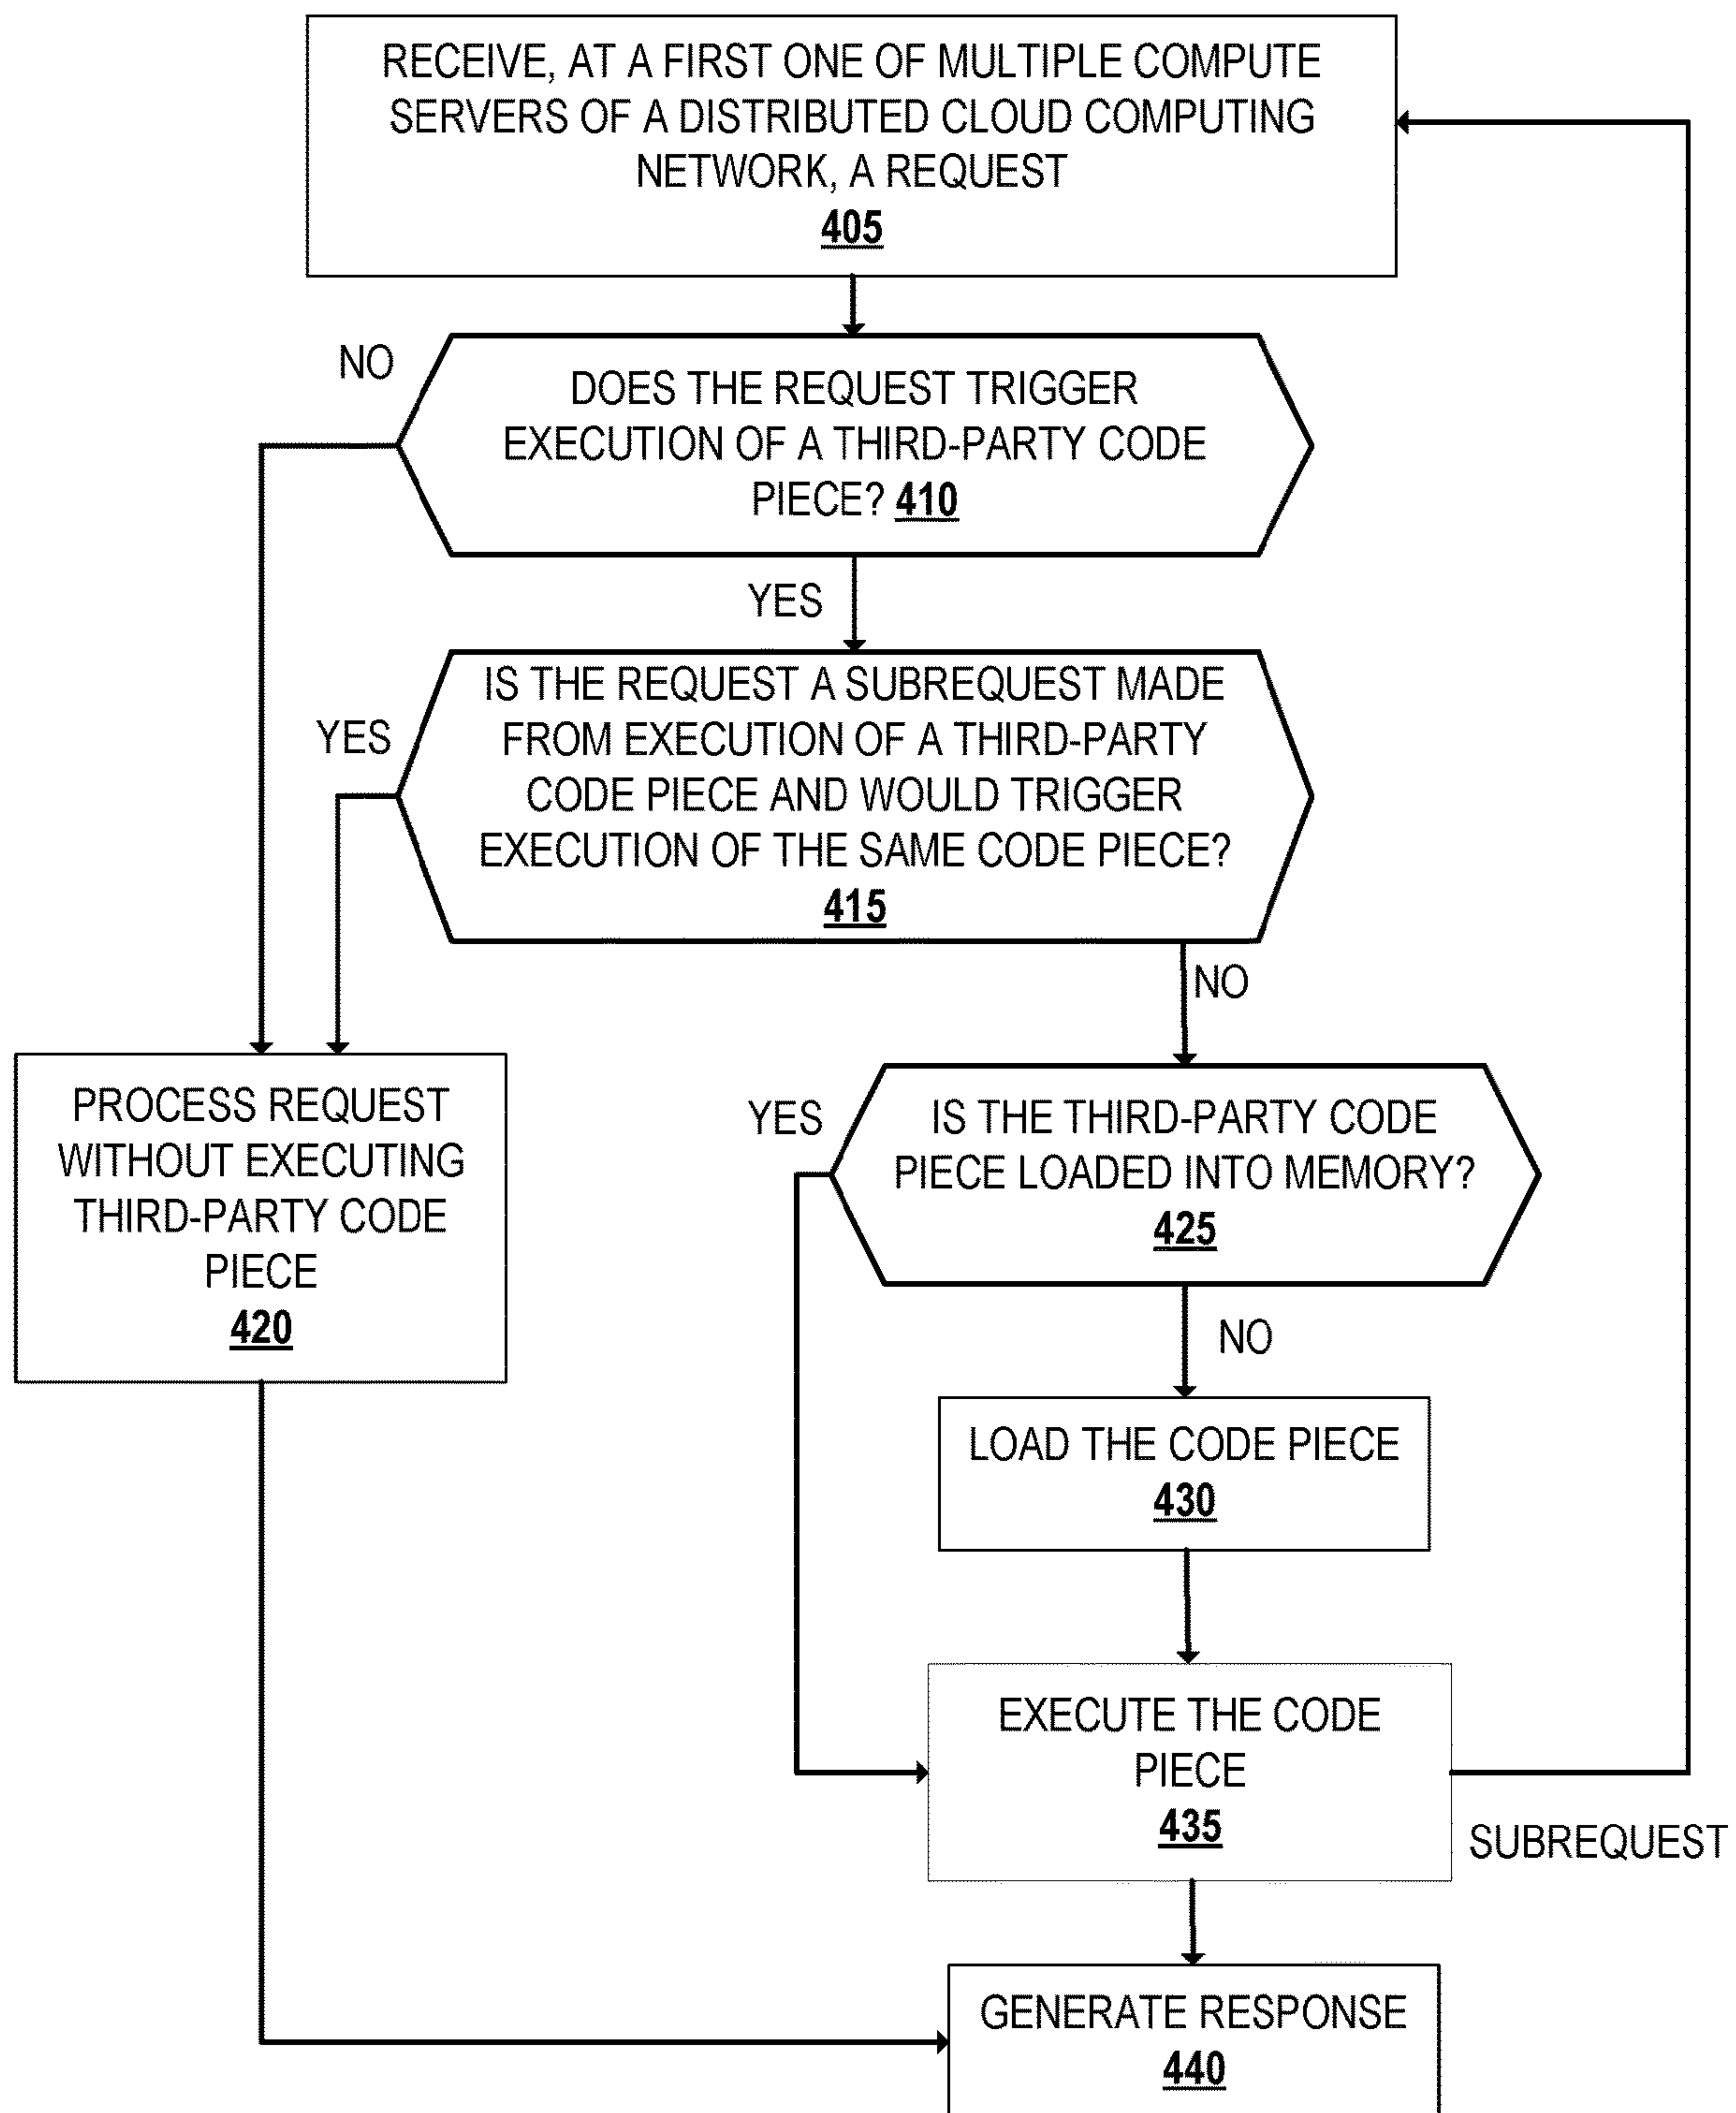 RECEIVE, AT A FIRST ONE OF MULTIPLE COMPUTE
SERVERS OF A DISTRIBUTED CLOUD COMPUTING
NETWORK, A REQUEST
405
NO
DOES THE REQUEST TRIGGER
EXECUTION OF A THIRD-PARTY CODE
PIECE? 410
YES
IS THE REQUEST A SUBREQUEST MADE
FROM EXECUTION OF A THIRD-PARTY
CODE PIECE AND WOULD TRIGGER
EXECUTION OF THE SAME CODE PIECE?
415
YES
NO
PROCESS REQUEST
WITHOUT EXECUTING
THIRD-PARTY CODE
PIECE
420
YES
IS THE THIRD-PARTY CODE
PIECE LOADED INTO MEMORY?
425
NO
LOAD THE CODE PIECE
430
EXECUTE THE CODE
PIECE
435
SUBREQUEST
GENERATE RESPONSE
440